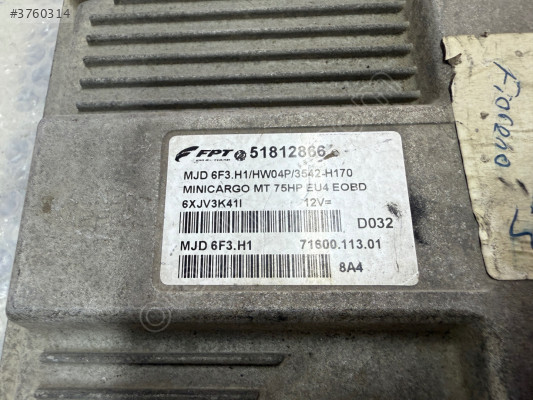 #3760314
FPT 51812866
MJD 6F3.H1/HW04P/3542-H170
MINICARGO MT 75HP EU4 EOBD
6XJV3K41I 12V=
D032
MJD 6F3.H1 71600.113.01
8A4
Fiorino